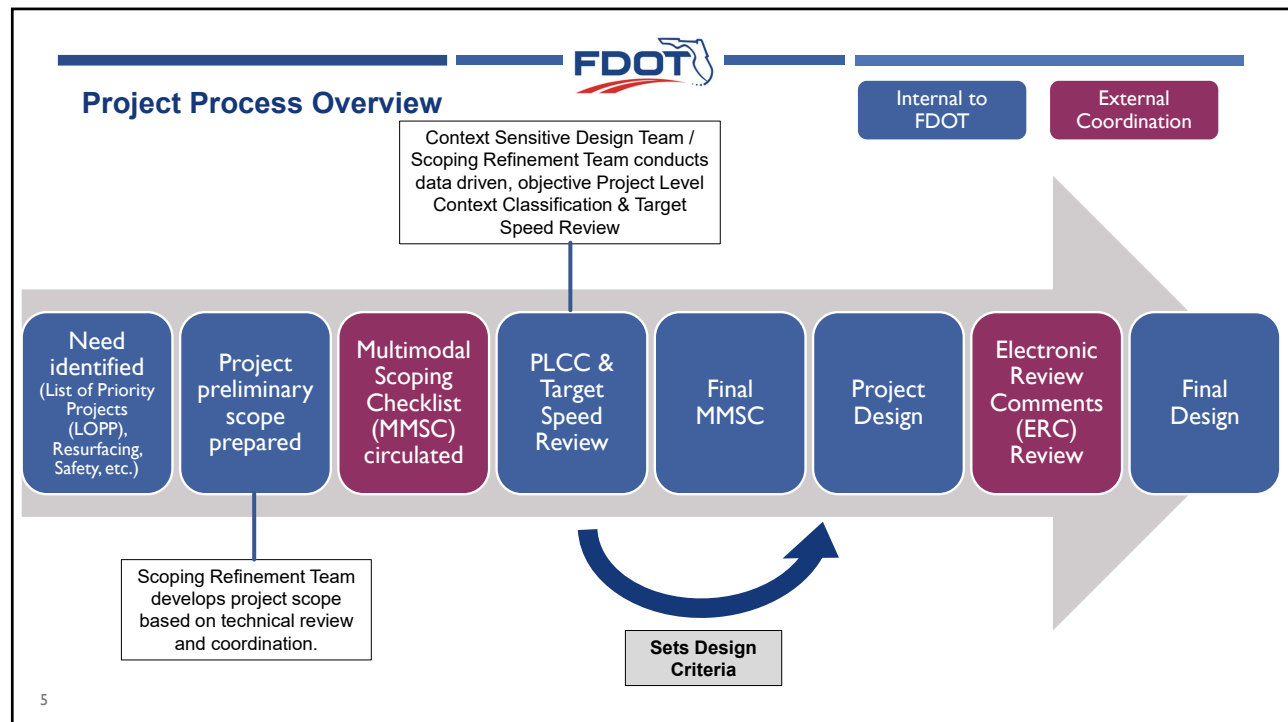 FDOT
Project Process Overview
Internal to
FDOT
External
Coordination
Context Sensitive Design Team /
Scoping Refinement Team conducts
data driven, objective Project Level
Context Classification & Target
Speed Review
Need
identified
(List of Priority
Projects
(LOPP),
Resurfacing,
Safety, etc.)
Project
preliminary
scope
prepared
Multimodal
Scoping
Checklist
(MMSC)
circulated
PLCC &
Target
Speed
Review
Final
MMSC
Project
Design
Electronic
Review
Comments
(ERC)
Review
Final
Design
Scoping Refinement Team
develops project scope
based on technical review
and coordination.
Sets Design
Criteria
5